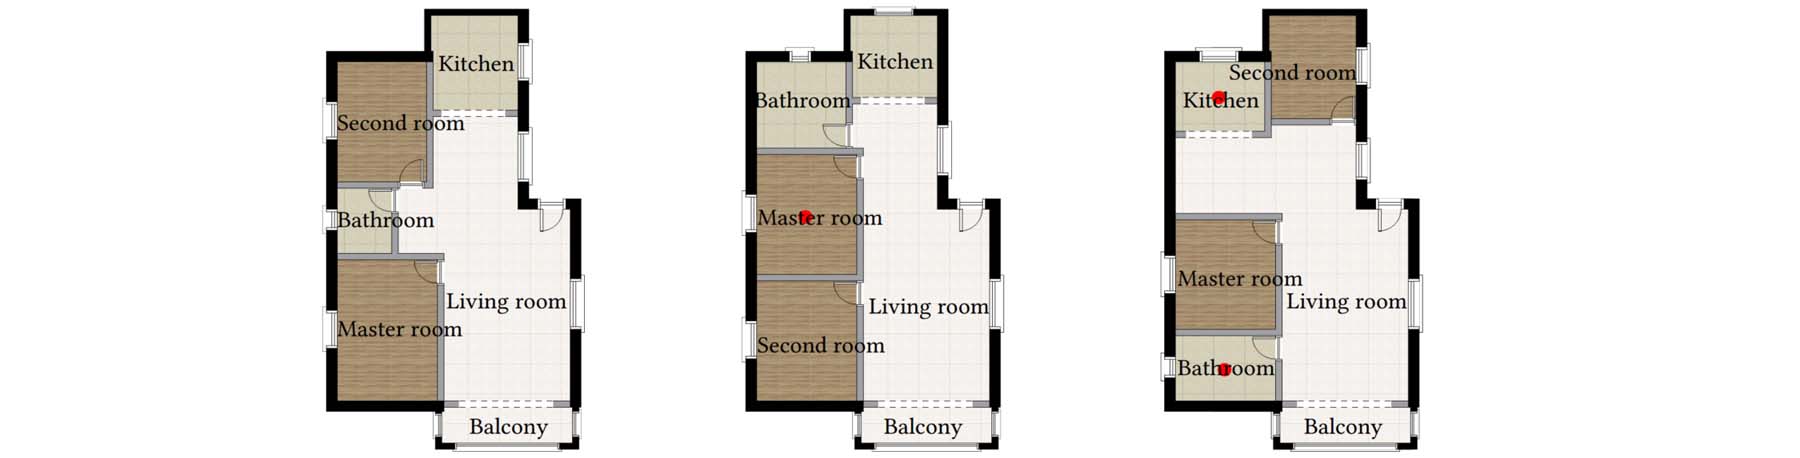 Kitchen
Second room
Bathroom
Living room
Master room
Balcony
Kitchen
Bathroom
Master room
Living room
Second room
Balcony
Second room
Kitchen
Master room
Living room
Bathroom
Balcony